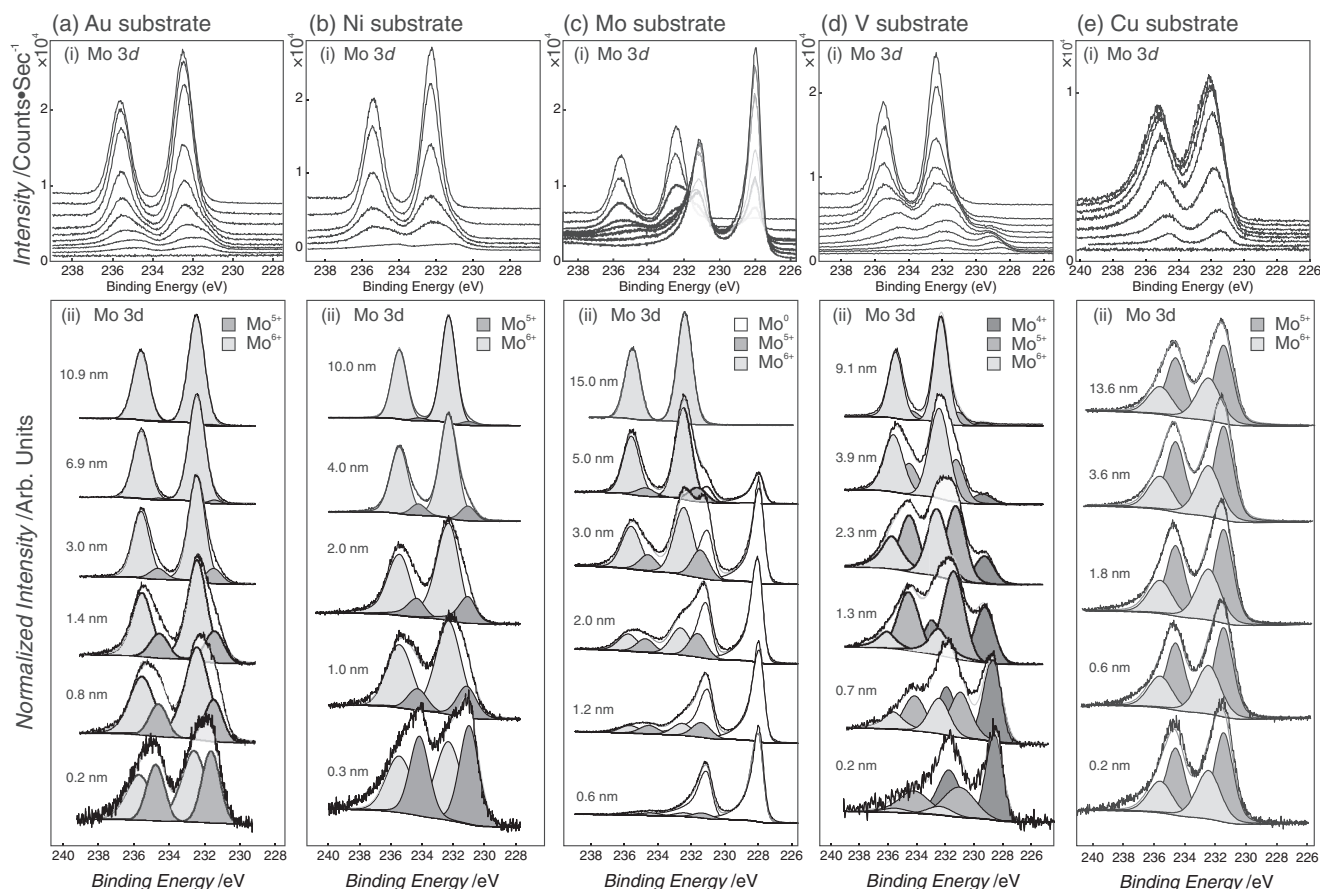 (a) Au substrate
(b) Ni substrate
(c) Mo substrate
(d) V substrate
(e) Cu substrate
Intensity /Counts•Sec⁻¹
×10⁴
(i) Mo 3d
2
1
0
238 236 234 232 230 228
Binding Energy (eV)
(i) Mo 3d
2
1
0
238 236 234 232 230 228
Binding Energy (eV)
×10⁴
(i) Mo 3d
2
1
0
238 236 234 232 230 228 226
Binding Energy (eV)
×10⁴
(i) Mo 3d
2
1
0
238 236 234 232 230 228 226
Binding Energy (eV)
×10⁴
(i) Mo 3d
1
0
240 238 236 234 232 230 228 226
Binding Energy (eV)
Normalized Intensity /Arb. Units
(ii) Mo 3d
Mo⁵⁺
Mo⁶⁺
10.9 nm
6.9 nm
3.0 nm
1.4 nm
0.8 nm
0.2 nm
240 238 236 234 232 230 228
Binding Energy /eV
(ii) Mo 3d
Mo⁵⁺
Mo⁶⁺
10.0 nm
4.0 nm
2.0 nm
1.0 nm
0.3 nm
240 238 236 234 232 230 228
Binding Energy /eV
(ii) Mo 3d
Mo⁰
Mo⁵⁺
Mo⁶⁺
15.0 nm
5.0 nm
3.0 nm
2.0 nm
1.2 nm
0.6 nm
240 238 236 234 232 230 228 226
Binding Energy /eV
(ii) Mo 3d
Mo⁴⁺
Mo⁵⁺
Mo⁶⁺
9.1 nm
3.9 nm
2.3 nm
1.3 nm
0.7 nm
0.2 nm
240 238 236 234 232 230 228 226
Binding Energy /eV
(ii) Mo 3d
Mo⁵⁺
Mo⁶⁺
13.6 nm
3.6 nm
1.8 nm
0.6 nm
0.2 nm
240 238 236 234 232 230 228 226
Binding Energy /eV